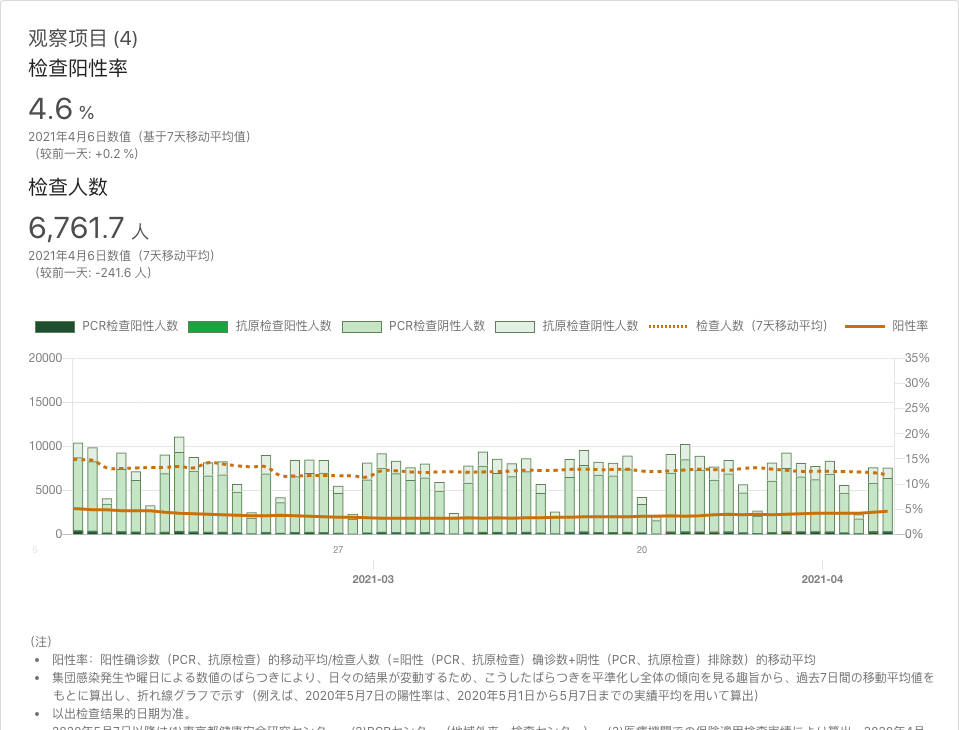 观察项目 (4)
检查阳性率
4.6 %
2021年4月6日数值（基于7天移动平均值）
（较前一天: +0.2 %）
检查人数
6,761.7 人
2021年4月6日数值（7天移动平均）
（较前一天: -241.6 人）
PCR检查阳性人数 抗原检查阳性人数 PCR检查阴性人数 抗原检查阴性人数 检查人数（7天移动平均） 阳性率
20000 35%
30%
15000 25%
20%
10000 15%
5000 10%
5%
0 0%
6 27 20
2021-03 2021-04
（注）
• 阳性率：阳性确诊数（PCR、抗原检查）的移动平均/检查人数（=阳性（PCR、抗原检查）确诊数+阴性（PCR、抗原检查）排除数）的移动平均
• 集団感染発生や曜日による数値のばらつきにより、日々の結果が変動するため、こうしたばらつきを平準化し全体の傾向を見る趣旨から、過去7日間の移動平均値を
もとに算出し、折れ線グラフで示す（例えば、2020年5月7日の陽性率は、2020年5月1日から5月7日までの実績平均を用いて算出）
• 以出检查结果的日期为准。